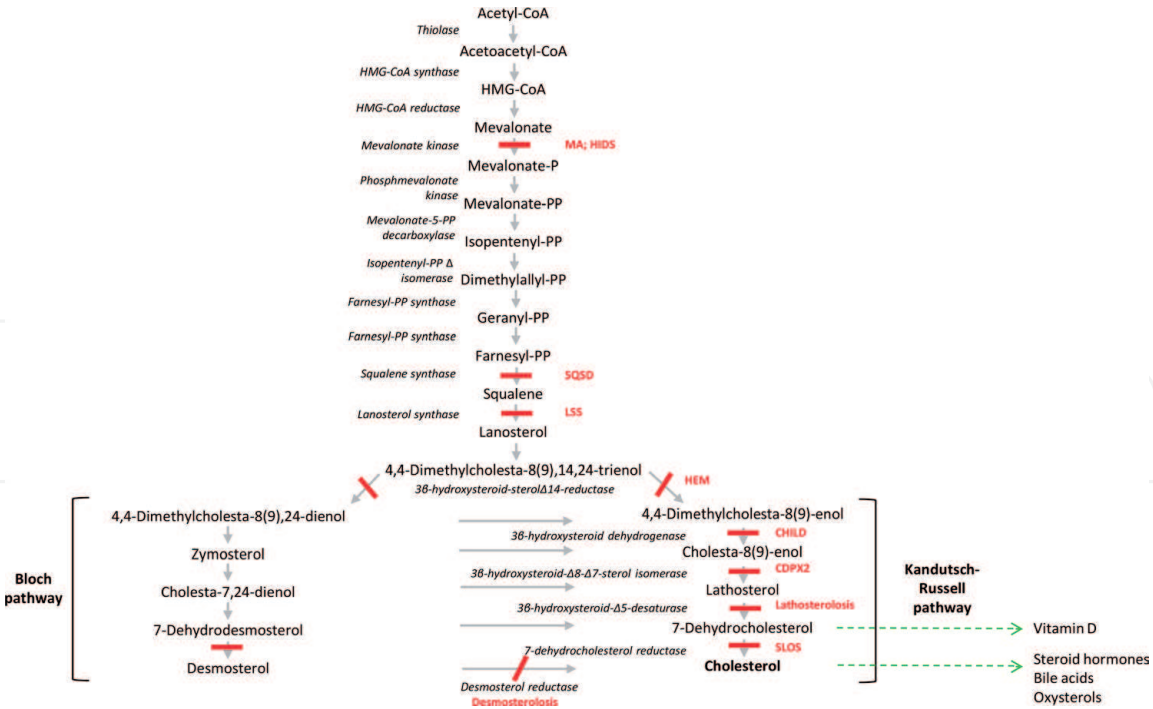 Acetyl-CoA
Thiolase
Acetoacetyl-CoA
HMG-CoA synthase
HMG-CoA
HMG-CoA reductase
Mevalonate
Mevalonate kinase
MA; HIDS
Mevalonate-P
Phosphmevalonate
kinase
Mevalonate-PP
Mevalonate-5-PP
decarboxylase
Isopentenyl-PP
Isopentenyl-PP Δ
isomerase
Dimethylallyl-PP
Farnesyl-PP synthase
Geranyl-PP
Farnesyl-PP synthase
Farnesyl-PP
Squalene synthase
SQSD
Squalene
Lanosterol synthase
LSS
Lanosterol
4,4-Dimethylcholesta-8(9),14,24-trienol
3β-hydroxysteroid-sterolΔ14-reductase
HEM
Bloch
pathway
4,4-Dimethylcholesta-8(9),24-dienol
Zymosterol
Cholesta-7,24-dienol
7-Dehydrodesmosterol
Desmosterol
3β-hydroxysteroid dehydrogenase
3β-hydroxysteroid-Δ8-Δ7-sterol isomerase
3β-hydroxysteroid-Δ5-desaturase
7-dehydrocholesterol reductase
Desmosterol reductase
Desmosterolosis
4,4-Dimethylcholesta-8(9)-enol
CHILD
Cholesta-8(9)-enol
CDPX2
Lathosterol
Lathosterolosis
7-Dehydrocholesterol
SLOS
Cholesterol
Kandutsch-
Russell
pathway
Vitamin D
Steroid hormones
Bile acids
Oxysterols